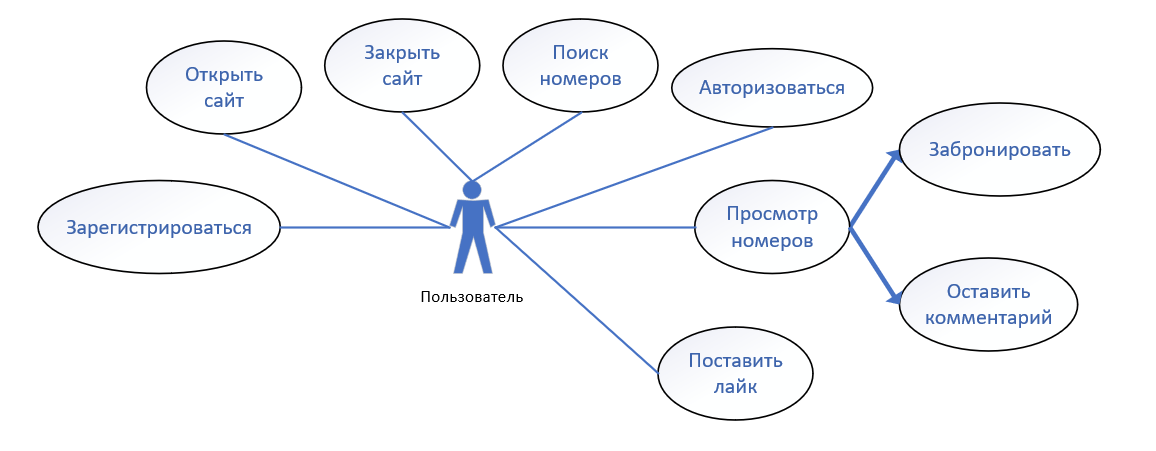 Открыть
сайт
Закрыть
сайт
Поиск
номеров
Авторизоваться
Забронировать
Зарегистрироваться
Просмотр
номеров
Пользователь
Оставить
комментарий
Поставить
лайк